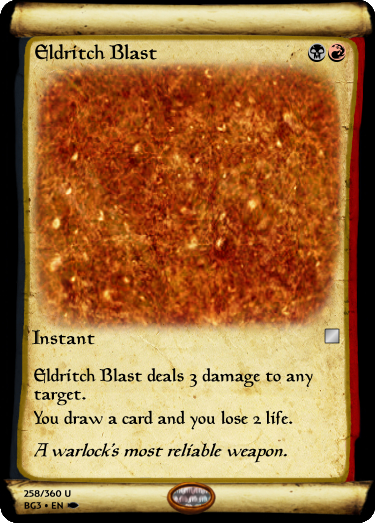 Eldritch Blast
Instant
Eldritch Blast deals 3 damage to any
target.
You draw a card and you lose 2 life.
A warlock's most reliable weapon.
258/360 U
BG3 • EN